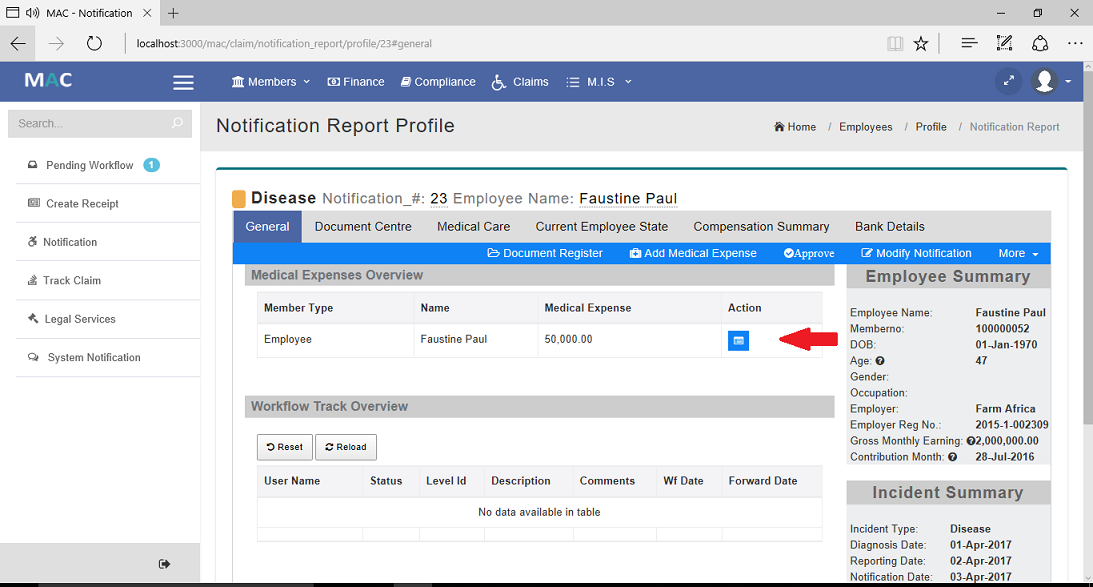 MAC - Notification
localhost:3000/mac/claim/notification_report/profile/23#general
MAC
Members
Finance
Compliance
Claims
M.I.S
Search...
Pending Workflow 1
Create Receipt
Notification
Track Claim
Legal Services
System Notification
Notification Report Profile
Home / Employees / Profile / Notification Report
Disease Notification_#: 23 Employee Name: Faustine Paul
General Document Centre Medical Care Current Employee State Compensation Summary Bank Details
Document Register Add Medical Expense Approve Modify Notification More
Medical Expenses Overview
Member Type Name Medical Expense Action
Employee Faustine Paul 50,000.00
Workflow Track Overview
Reset Reload
User Name Status Level Id Description Comments Wf Date Forward Date
No data available in table
Employee Summary
Employee Name: Faustine Paul
Memberno: 100000052
DOB: 01-Jan-1970
Age: 47
Gender:
Occupation:
Employer: Farm Africa
Employer Reg No.: 2015-1-002309
Gross Monthly Earning: 2,000,000.00
Contribution Month: 28-Jul-2016
Incident Summary
Incident Type: Disease
Diagnosis Date: 01-Apr-2017
Reporting Date: 02-Apr-2017
Notification Date: 03-Apr-2017